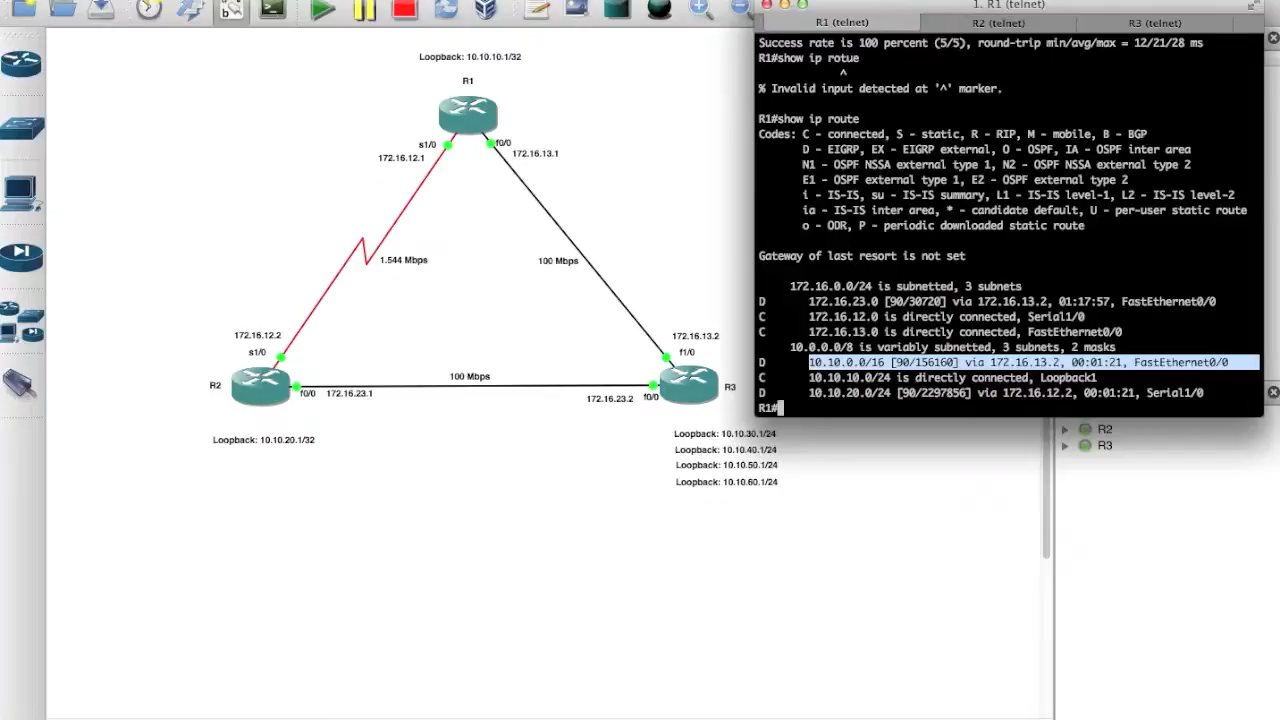 1. R1 (telnet)
R1 (telnet)
R2 (telnet)
R3 (telnet)
Success rate is 100 percent (5/5), round-trip min/avg/max = 12/21/28 ms
R1#show ip rotue
^
% Invalid input detected at '^' marker.
R1#show ip route
Codes: C - connected, S - static, R - RIP, M - mobile, B - BGP
D - EIGRP, EX - EIGRP external, O - OSPF, IA - OSPF inter area
N1 - OSPF NSSA external type 1, N2 - OSPF NSSA external type 2
E1 - OSPF external type 1, E2 - OSPF external type 2
i - IS-IS, su - IS-IS summary, L1 - IS-IS level-1, L2 - IS-IS level-2
ia - IS-IS inter area, * - candidate default, U - per-user static route
o - ODR, P - periodic downloaded static route
Gateway of last resort is not set
172.16.0.0/24 is subnetted, 3 subnets
D 172.16.23.0 [90/30720] via 172.16.13.2, 01:17:57, FastEthernet0/0
C 172.16.12.0 is directly connected, Serial1/0
C 172.16.13.0 is directly connected, FastEthernet0/0
10.0.0.0/8 is variably subnetted, 3 subnets, 2 masks
D 10.10.0.0/16 [90/156160] via 172.16.13.2, 00:01:21, FastEthernet0/0
C 10.10.10.0/24 is directly connected, Loopback1
D 10.10.20.0/24 [90/2297856] via 172.16.12.2, 00:01:21, Serial1/0
R1#
Loopback: 10.10.10.1/32
R1
s1/0
f0/0
172.16.12.1
172.16.13.1
1.544 Mbps
100 Mbps
172.16.12.2
172.16.13.2
s1/0
f1/0
R2
100 Mbps
R3
f0/0
172.16.23.1
172.16.23.2
f0/0
Loopback: 10.10.20.1/32
Loopback: 10.10.30.1/24
Loopback: 10.10.40.1/24
Loopback: 10.10.50.1/24
Loopback: 10.10.60.1/24
R2
R3